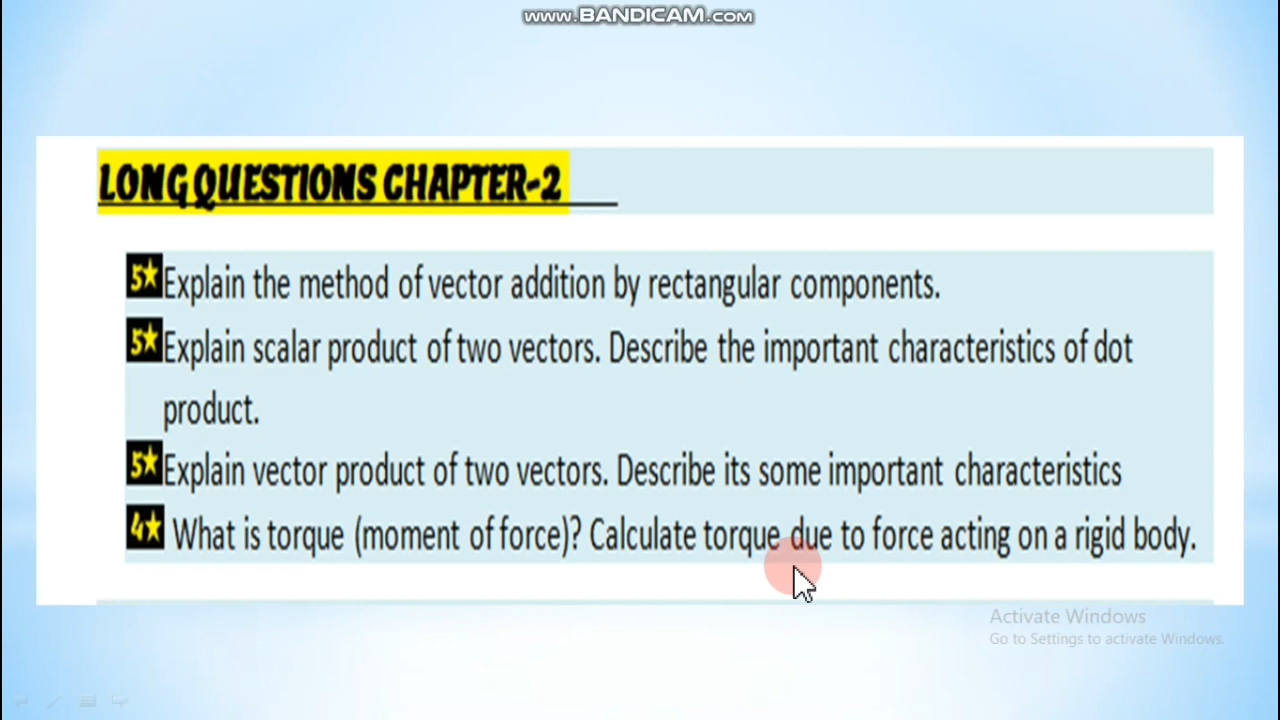 www.BANDICAM.com
LONG QUESTIONS CHAPTER-2
5★Explain the method of vector addition by rectangular components.
5★Explain scalar product of two vectors. Describe the important characteristics of dot
product.
5★Explain vector product of two vectors. Describe its some important characteristics
4★ What is torque (moment of force)? Calculate torque due to force acting on a rigid body.
Activate Windows
Go to Settings to activate Windows.